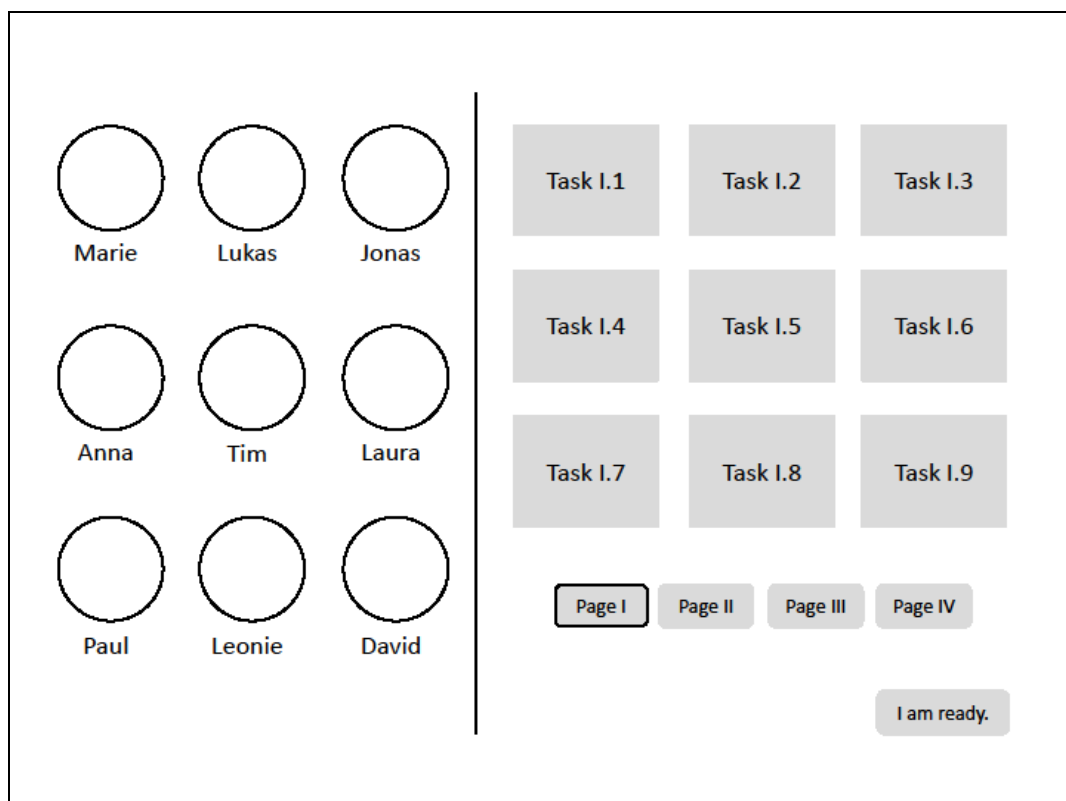 Marie Lukas Jonas
Anna Tim Laura
Paul Leonie David
Task I.1 Task I.2 Task I.3
Task I.4 Task I.5 Task I.6
Task I.7 Task I.8 Task I.9
Page I Page II Page III Page IV
I am ready.